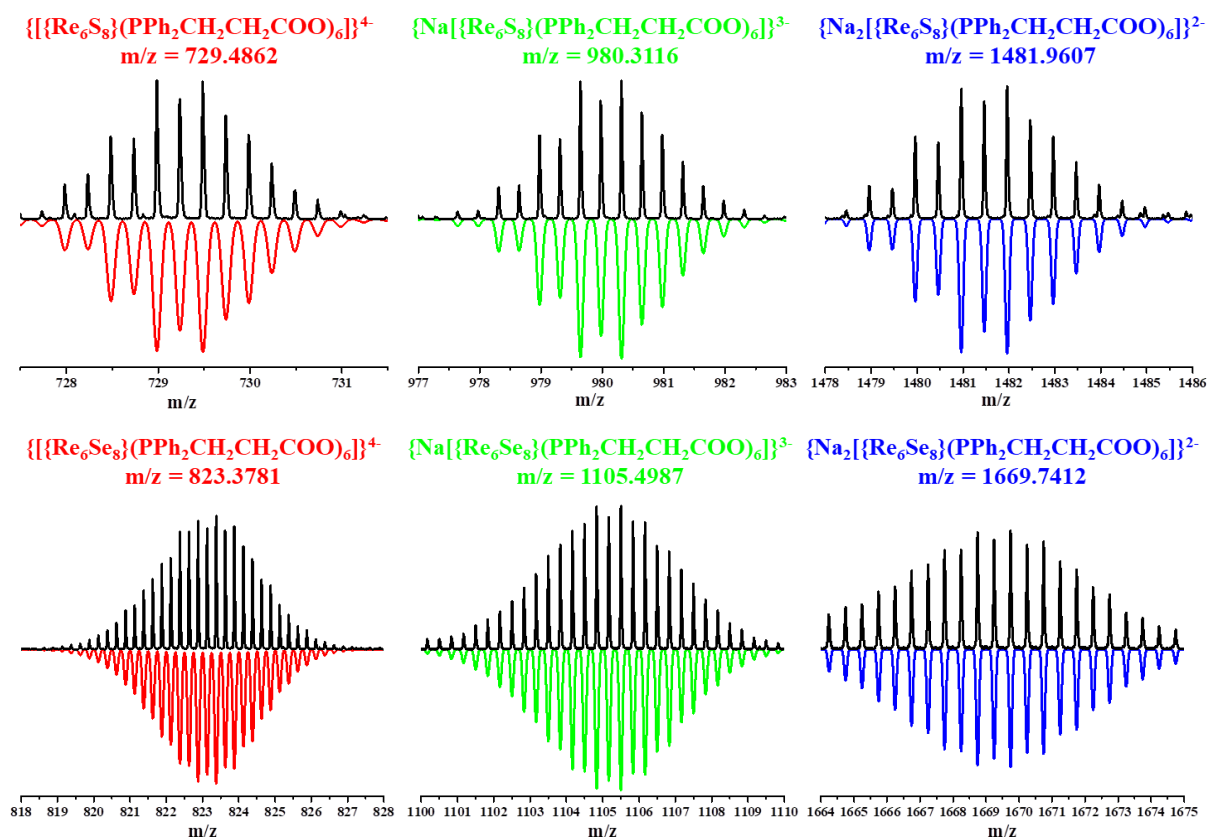 {[{Re₆S₈}(PPh₂CH₂CH₂COO)₆]}⁴⁻
m/z = 729.4862
{Na[{Re₆S₈}(PPh₂CH₂CH₂COO)₆]}³⁻
m/z = 980.3116
{Na₂[{Re₆S₈}(PPh₂CH₂CH₂COO)₆]}²⁻
m/z = 1481.9607
728 729 730 731
m/z
977 978 979 980 981 982 983
m/z
1478 1479 1480 1481 1482 1483 1484 1485 1486
m/z
{[{Re₆Se₈}(PPh₂CH₂CH₂COO)₆]}⁴⁻
m/z = 823.3781
{Na[{Re₆Se₈}(PPh₂CH₂CH₂COO)₆]}³⁻
m/z = 1105.4987
{Na₂[{Re₆Se₈}(PPh₂CH₂CH₂COO)₆]}²⁻
m/z = 1669.7412
818 819 820 821 822 823 824 825 826 827 828
m/z
1100 1101 1102 1103 1104 1105 1106 1107 1108 1109 1110
m/z
1664 1665 1666 1667 1668 1669 1670 1671 1672 1673 1674 1675
m/z